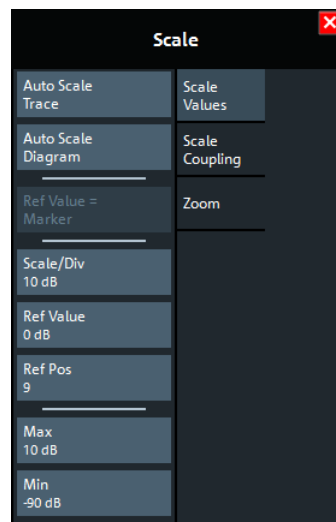 Scale
Auto Scale
Trace
Auto Scale
Diagram
Ref Value =
Marker
Scale/Div
10 dB
Ref Value
0 dB
Ref Pos
9
Max
10 dB
Min
-90 dB
Scale
Values
Scale
Coupling
Zoom